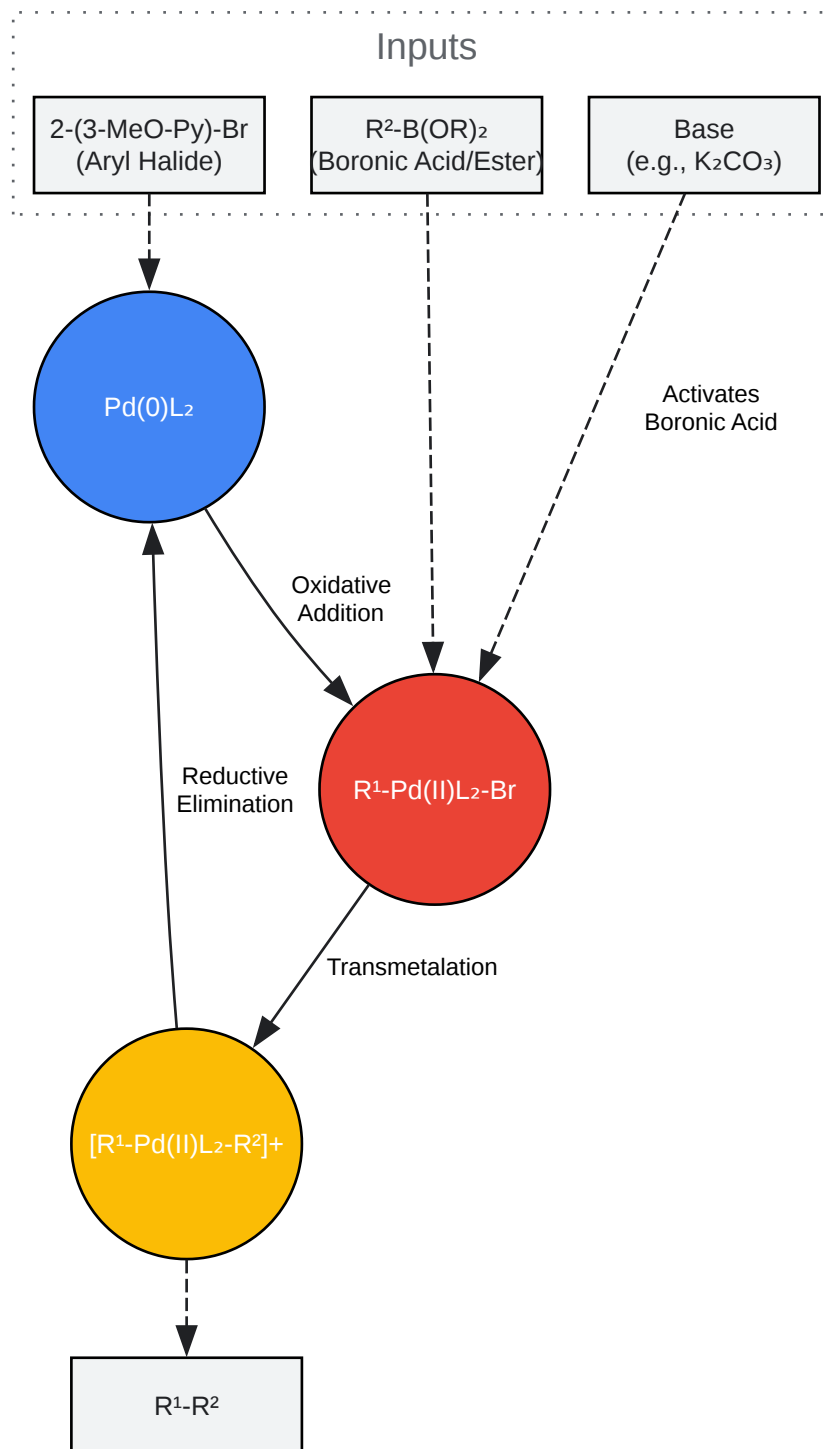 Inputs
2-(3-MeO-Py)-Br
(Aryl Halide)
R²-B(OR)₂
(Boronic Acid/Ester)
Base
(e.g., K₂CO₃)
Pd(0)L₂
Activates
Boronic Acid
Oxidative
Addition
Reductive
Elimination
R¹-Pd(II)L₂-Br
Transmetalation
[R¹-Pd(II)L₂-R²]+
R¹-R²